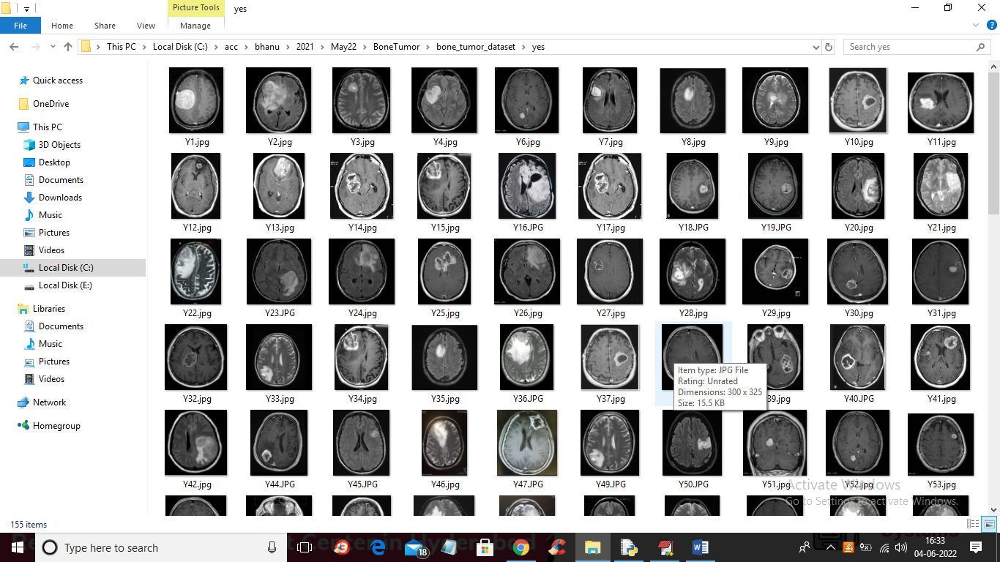 Picture Tools
yes
File
Home
Share
View
Manage
This PC
Local Disk (C:)
acc
bhanu
2021
May22
BoneTumor
bone_tumor_dataset
yes
Search yes
Quick access
OneDrive
This PC
3D Objects
Desktop
Documents
Downloads
Music
Pictures
Videos
Local Disk (C:)
Local Disk (E:)
Libraries
Documents
Music
Pictures
Videos
Network
Homegroup
Y1.jpg Y2.jpg Y3.jpg Y4.jpg Y6.jpg Y7.jpg Y8.jpg Y9.jpg Y10.jpg Y11.jpg
Y12.jpg Y13.jpg Y14.jpg Y15.jpg Y16.JPG Y17.jpg Y18.JPG Y19.JPG Y20.jpg Y21.jpg
Y22.jpg Y23.JPG Y24.jpg Y25.jpg Y26.jpg Y27.jpg Y28.jpg Y29.jpg Y30.jpg Y31.jpg
Y32.jpg Y33.jpg Y34.jpg Y35.jpg Y36.JPG Y37.jpg 39.jpg Y40.JPG Y41.jpg
Item type: JPG File
Rating: Unrated
Dimensions: 300 x 325
Size: 15.5 KB
Y42.jpg Y44.JPG Y45.JPG Y46.jpg Y47.JPG Y49.JPG Y50.JPG Y51.jpg Y52.jpg Y53.jpg
Activate Windows
Go to Settings to activate Windows.
155 items
Type here to search
18
16:33
04-06-2022